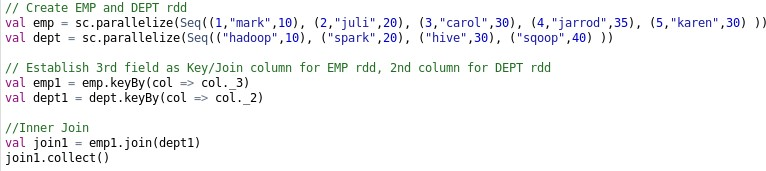 // Create EMP and DEPT rdd
val emp = sc.parallelize(Seq((1,"mark",10), (2,"juli",20), (3,"carol",30), (4,"jarrod",35), (5,"karen",30) ))
val dept = sc.parallelize(Seq(("hadoop",10), ("spark",20), ("hive",30), ("sqoop",40) ))
// Establish 3rd field as Key/Join column for EMP rdd, 2nd column for DEPT rdd
val emp1 = emp.keyBy(col => col._3)
val dept1 = dept.keyBy(col => col._2)
//Inner Join
val join1 = emp1.join(dept1)
join1.collect()